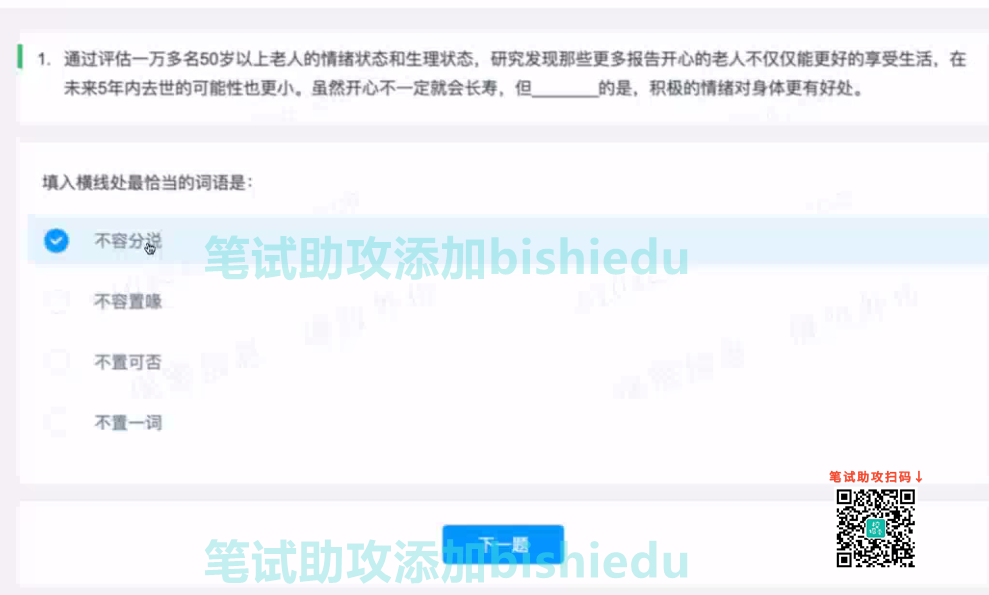 1. 通过评估一万多名50岁以上老人的情绪状态和生理状态，研究发现那些更多报告开心的老人不仅仅能更好的享受生活，在
未来5年内去世的可能性也更小。虽然开心不一定就会长寿，但________的是，积极的情绪对身体更有好处。
填入横线处最恰当的词语是：
不容分说
笔试助攻添加bishiedu
不容置喙
不置可否
不置一词
笔试助攻扫码↓
下一题
笔试助攻添加bishiedu